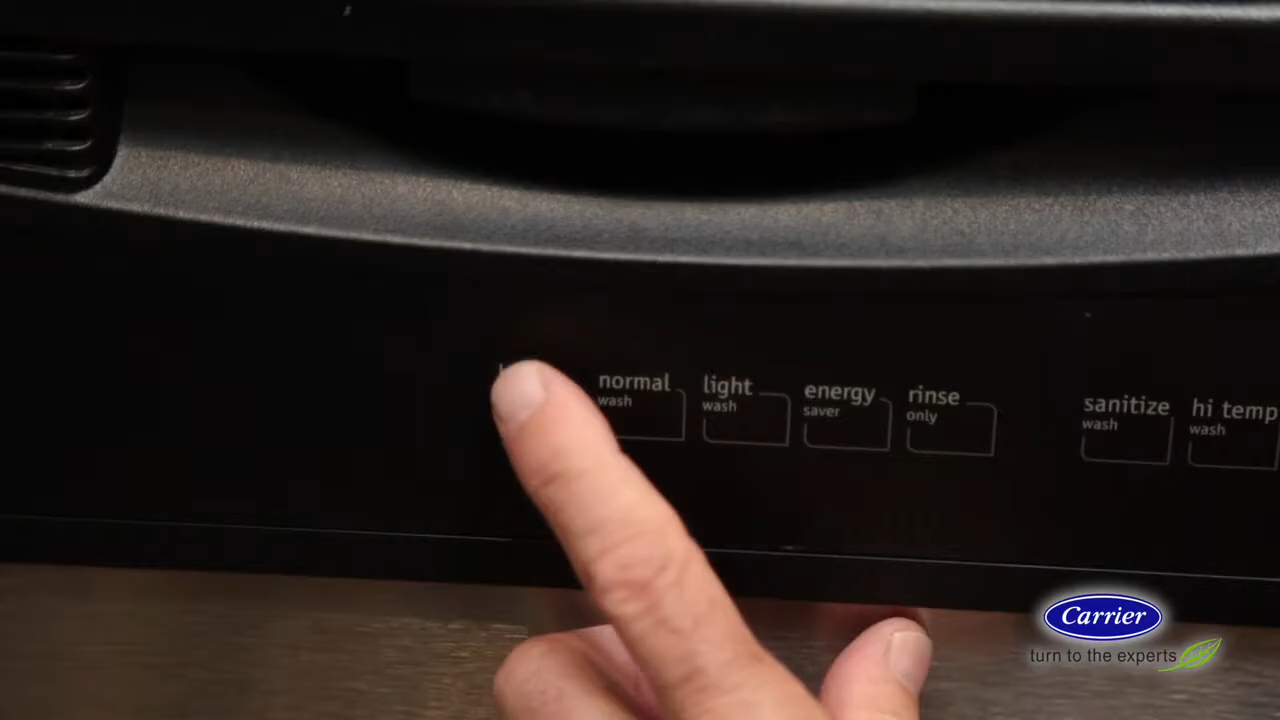 normal
wash
light
wash
energy
saver
rinse
only
sanitize
wash
hi temp
wash
Carrier
turn to the experts